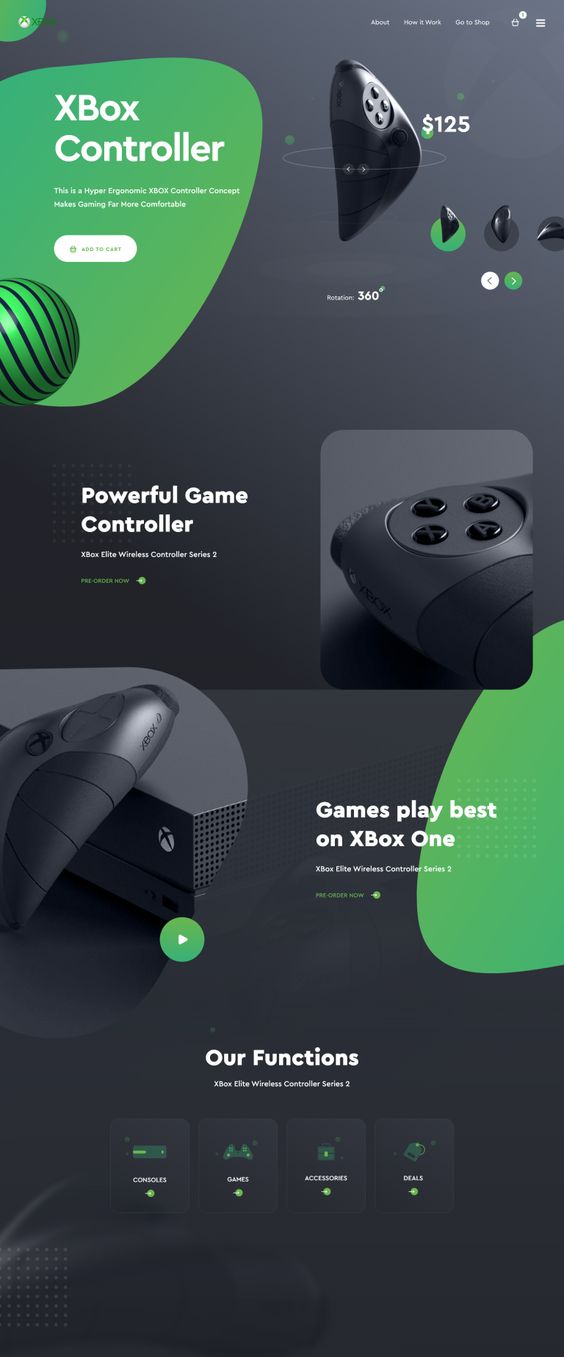 XBOX
About
How it Work
Go to Shop
1
XBox
Controller
This is a Hyper Ergonomic XBOX Controller Concept
Makes Gaming Far More Comfortable
ADD TO CART
$125
Rotation: 360°
Powerful Game
Controller
XBox Elite Wireless Controller Series 2
PRE-ORDER NOW
Y
B
X
A
XBOX
XBOX
Games play best
on XBox One
XBox Elite Wireless Controller Series 2
PRE-ORDER NOW
Our Functions
XBox Elite Wireless Controller Series 2
CONSOLES
GAMES
ACCESSORIES
DEALS